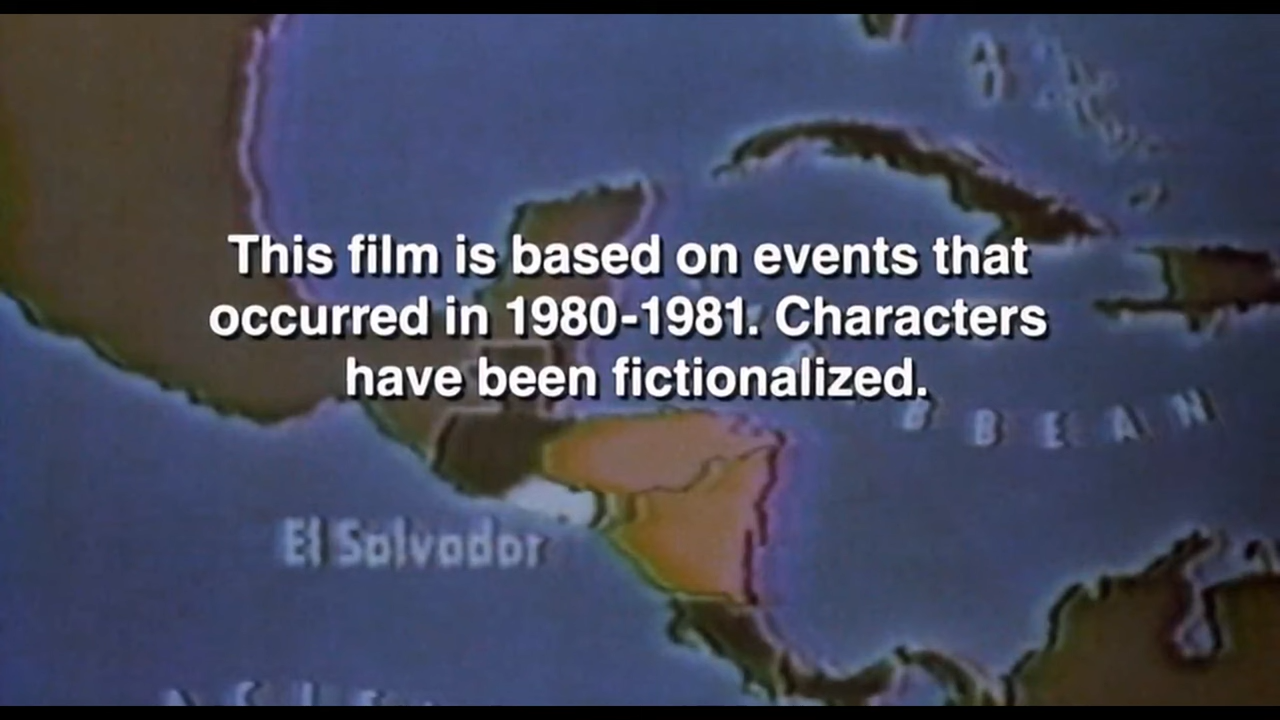 This film is based on events that
occurred in 1980-1981. Characters
have been fictionalized.
B B E A N
El Salvador